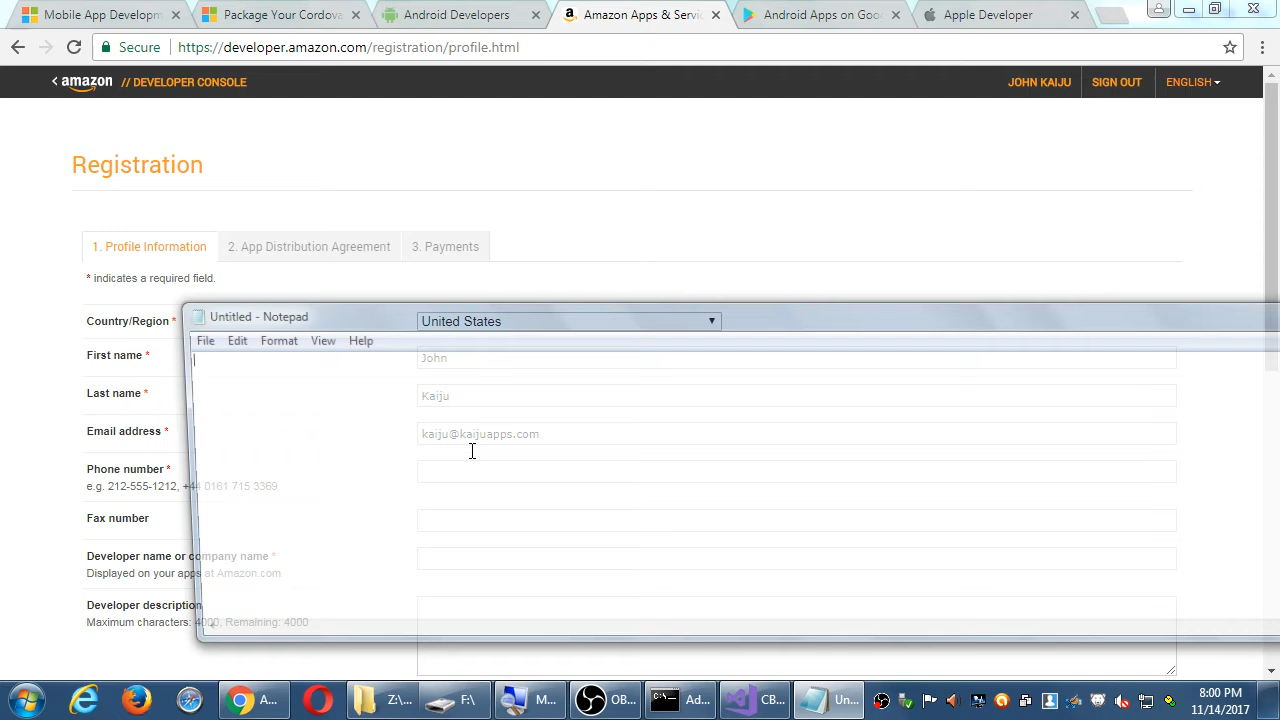 Mobile App Developm
Package Your Cordova
Android Developers
Amazon Apps & Servic
Android Apps on Goo
Apple Developer
Secure
https://developer.amazon.com/registration/profile.html
amazon // DEVELOPER CONSOLE
JOHN KAIJU
SIGN OUT
ENGLISH
Registration
1. Profile Information
2. App Distribution Agreement
3. Payments
* indicates a required field.
Untitled - Notepad
Country/Region *
United States
File Edit Format View Help
First name *
John
Last name *
Kaiju
Email address *
kaiju@kaijuapps.com
Phone number *
e.g. 212-555-1212, +44 0161 715 3369
Fax number
Developer name or company name *
Displayed on your apps at Amazon.com
Developer description
Maximum characters: 4000, Remaining: 4000
A...
Z:\...
F:\
M...
OB...
Ad...
CB...
Un...
8:00 PM
11/14/2017